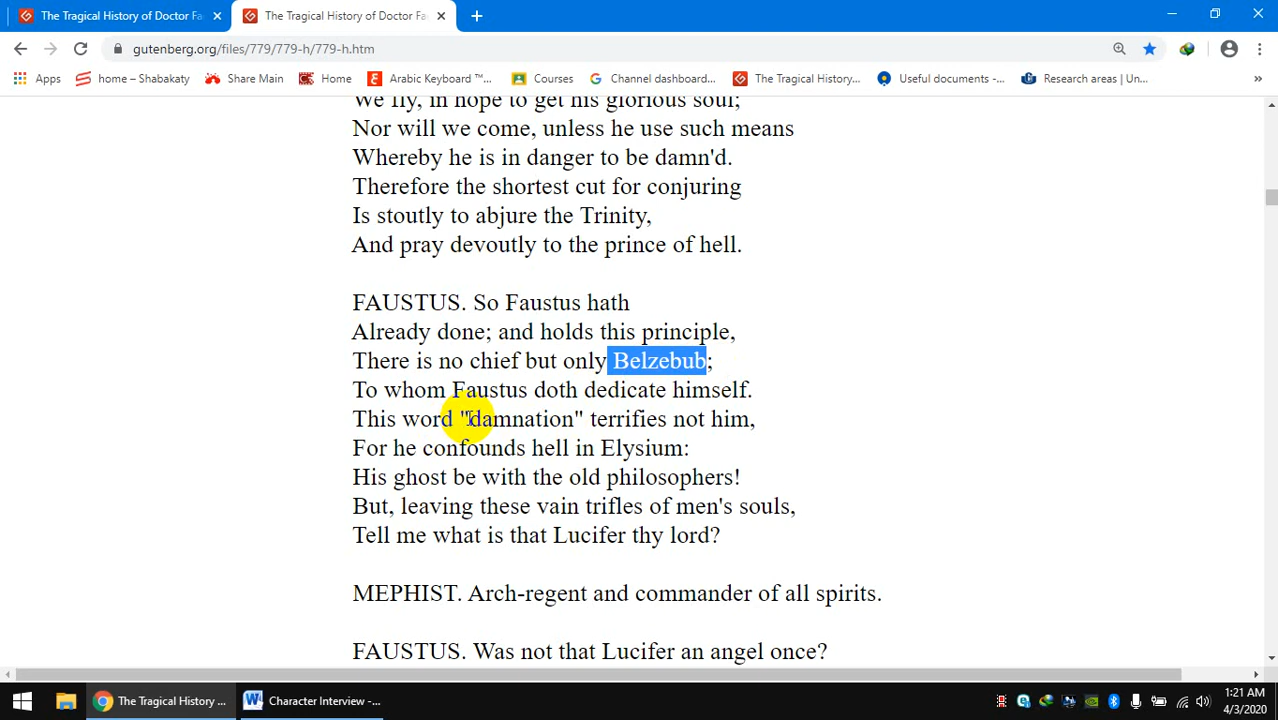 The Tragical History of Doctor Fa
The Tragical History of Doctor Fa
gutenberg.org/files/779/779-h/779-h.htm
Apps
home – Shabakaty
Share Main
Home
Arabic Keyboard ™...
Courses
Channel dashboard...
The Tragical History...
Useful documents -...
Research areas | Un...
»
We fly, in hope to get his glorious soul;
Nor will we come, unless he use such means
Whereby he is in danger to be damn'd.
Therefore the shortest cut for conjuring
Is stoutly to abjure the Trinity,
And pray devoutly to the prince of hell.
FAUSTUS. So Faustus hath
Already done; and holds this principle,
There is no chief but only Belzebub;
To whom Faustus doth dedicate himself.
This word "damnation" terrifies not him,
For he confounds hell in Elysium:
His ghost be with the old philosophers!
But, leaving these vain trifles of men's souls,
Tell me what is that Lucifer thy lord?
MEPHIST. Arch-regent and commander of all spirits.
FAUSTUS. Was not that Lucifer an angel once?
The Tragical History ...
Character Interview -...
1:21 AM
4/3/2020